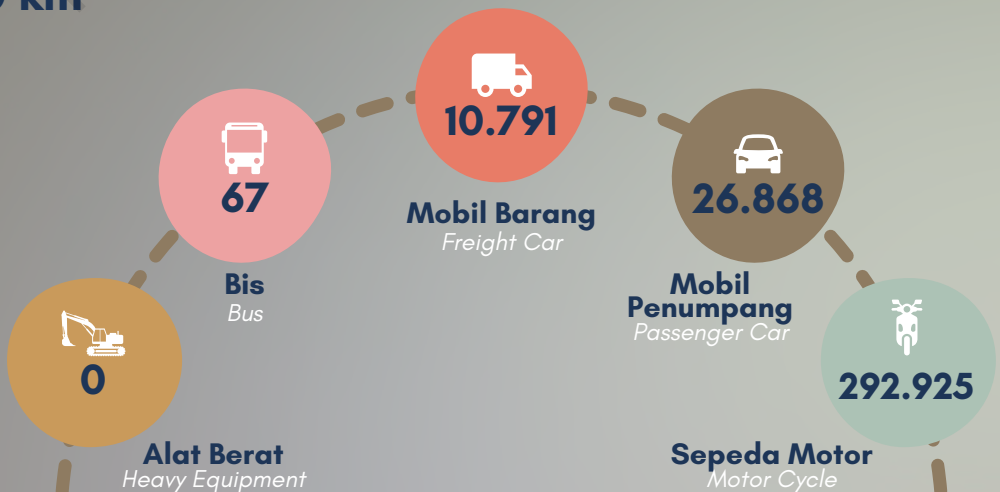 km
10.791
67
26.868
Mobil Barang
Freight Car
Bis
Bus
Mobil
Penumpang
Passenger Car
0
292.925
Alat Berat
Heavy Equipment
Sepeda Motor
Motor Cycle